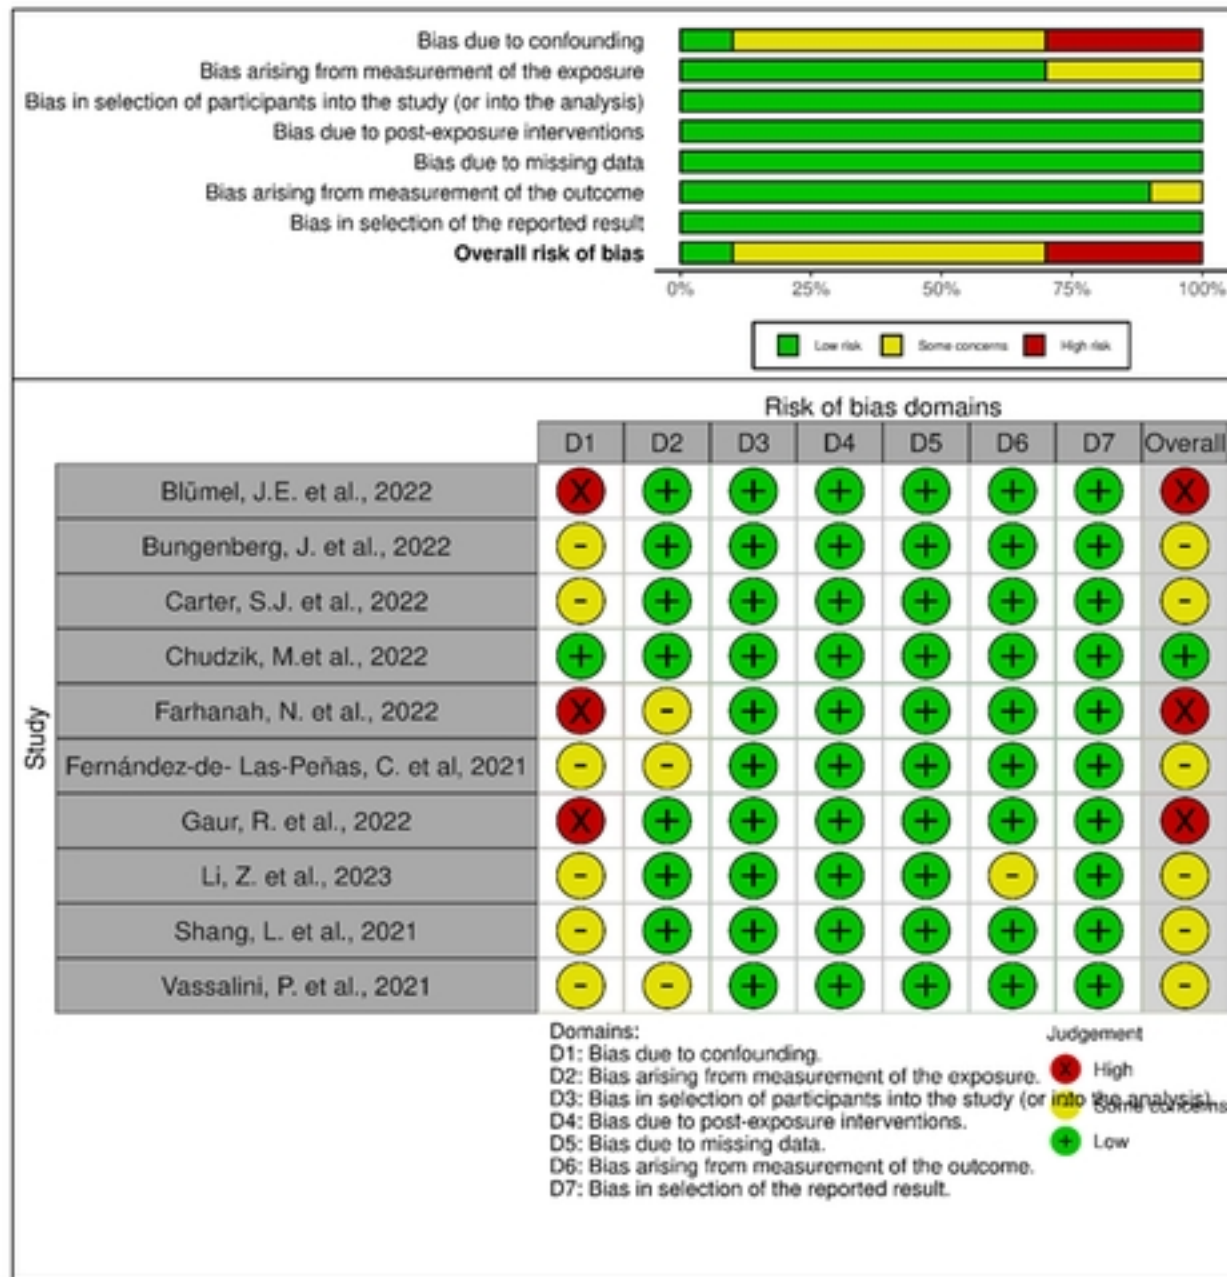 Bias due to confounding
Bias arising from measurement of the exposure
Bias in selection of participants into the study (or into the analysis)
Bias due to post-exposure interventions
Bias due to missing data
Bias arising from measurement of the outcome
Bias in selection of the reported result
Overall risk of bias
0% 25% 50% 75% 100%
Low risk Some concerns High risk
Risk of bias domains
D1 D2 D3 D4 D5 D6 D7 Overall
Study
Blümel, J.E. et al., 2022 X + + + + + + X
Bungenberg, J. et al., 2022 - + + + + + + -
Carter, S.J. et al., 2022 - + + + + + + -
Chudzik, M.et al., 2022 + + + + + + + +
Farhanah, N. et al., 2022 X - + + + + + X
Fernández-de- Las-Peñas, C. et al, 2021 - - + + + + + -
Gaur, R. et al., 2022 X + + + + + + X
Li, Z. et al., 2023 - + + + + - + -
Shang, L. et al., 2021 - + + + + + + -
Vassalini, P. et al., 2021 - - + + + + + -
Domains:
D1: Bias due to confounding.
D2: Bias arising from measurement of the exposure.
D3: Bias in selection of participants into the study (or into the analysis).
D4: Bias due to post-exposure interventions.
D5: Bias due to missing data.
D6: Bias arising from measurement of the outcome.
D7: Bias in selection of the reported result.
Judgement
X High
Some concerns
+ Low